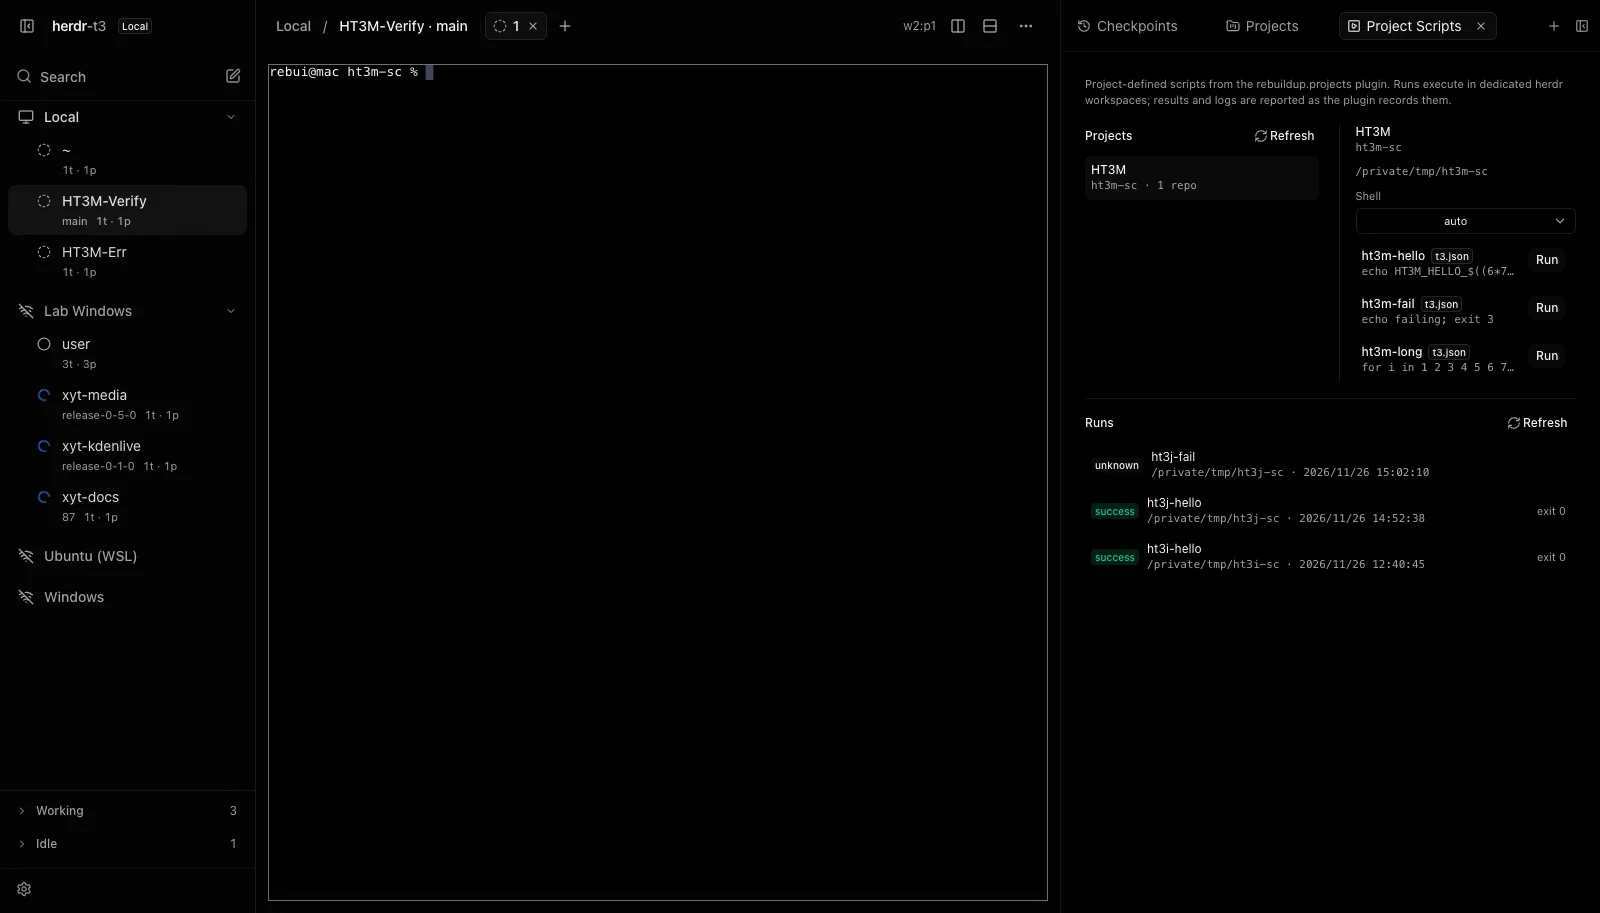 herdr-t3 Local
Search
Local
~
1t · 1p
HT3M-Verify
main 1t · 1p
HT3M-Err
1t · 1p
Lab Windows
user
3t · 3p
xyt-media
release-0-5-0 1t · 1p
xyt-kdenlive
release-0-1-0 1t · 1p
xyt-docs
87 1t · 1p
Ubuntu (WSL)
Windows
Working 3
Idle 1
Local / HT3M-Verify · main 1 × + w2:p1
rebui@mac ht3m-sc %
Checkpoints Projects Project Scripts ×
Project-defined scripts from the rebuildup.projects plugin. Runs execute in dedicated herdr
workspaces; results and logs are reported as the plugin records them.
Projects Refresh
HT3M
ht3m-sc · 1 repo
HT3M
ht3m-sc
/private/tmp/ht3m-sc
Shell
auto
ht3m-hello t3.json Run
echo HT3M_HELLO_$((6*7…
ht3m-fail t3.json Run
echo failing; exit 3
ht3m-long t3.json Run
for i in 1 2 3 4 5 6 7…
Runs Refresh
unknown ht3j-fail
/private/tmp/ht3j-sc · 2026/11/26 15:02:10
success ht3j-hello exit 0
/private/tmp/ht3j-sc · 2026/11/26 14:52:38
success ht3i-hello exit 0
/private/tmp/ht3i-sc · 2026/11/26 12:40:45